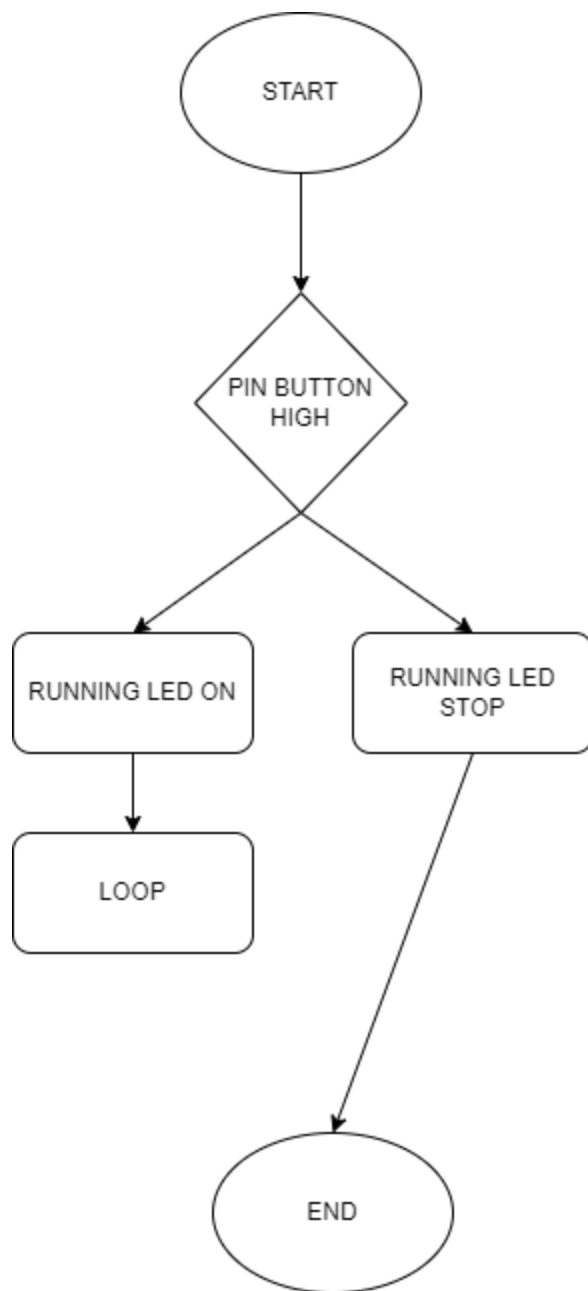 START
PIN BUTTON
HIGH
RUNNING LED ON
RUNNING LED
STOP
LOOP
END